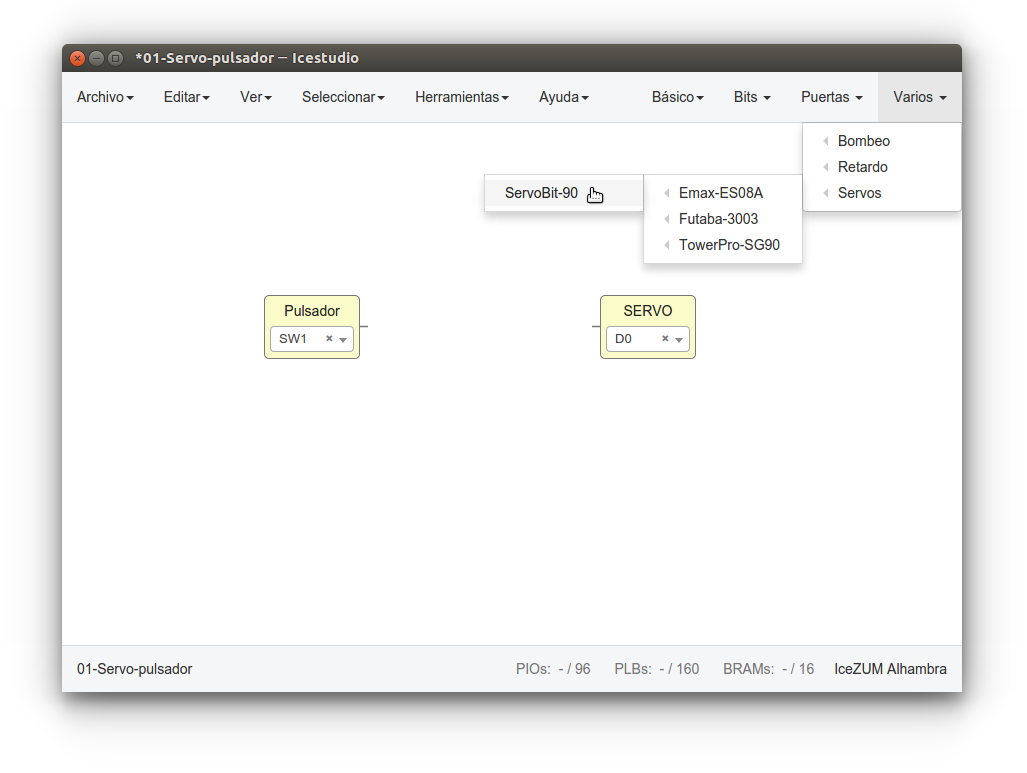 *01-Servo-pulsador – Icestudio
Archivo Editar Ver Seleccionar Herramientas Ayuda Básico Bits Puertas Varios
Bombeo
Retardo
Servos
ServoBit-90
Emax-ES08A
Futaba-3003
TowerPro-SG90
Pulsador
SW1 ×
SERVO
D0 ×
01-Servo-pulsador PIOs: - / 96 PLBs: - / 160 BRAMs: - / 16 IceZUM Alhambra